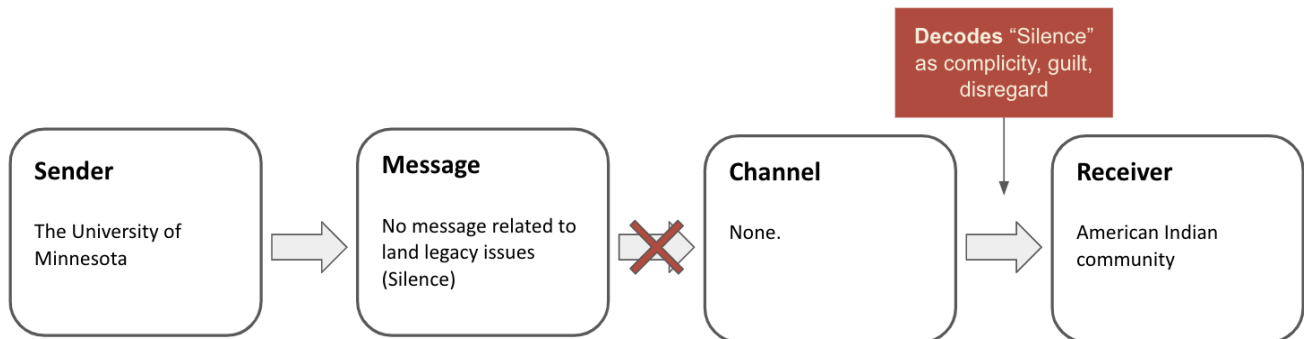 Decodes “Silence”
as complicity, guilt,
disregard
Sender
The University of
Minnesota
Message
No message related to
land legacy issues
(Silence)
Channel
None.
Receiver
American Indian
community